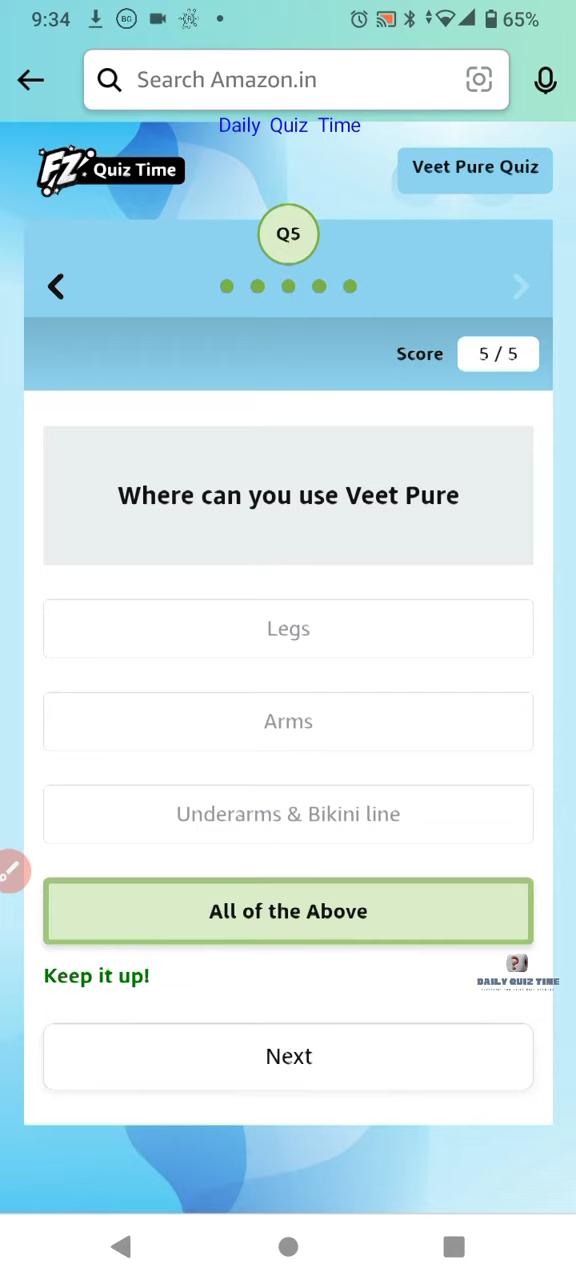 9:34
BG
65%
Search Amazon.in
Daily Quiz Time
FZ Quiz Time
Veet Pure Quiz
Q5
Score 5 / 5
Where can you use Veet Pure
Legs
Arms
Underarms & Bikini line
All of the Above
Keep it up!
DAILY QUIZ TIME
Next